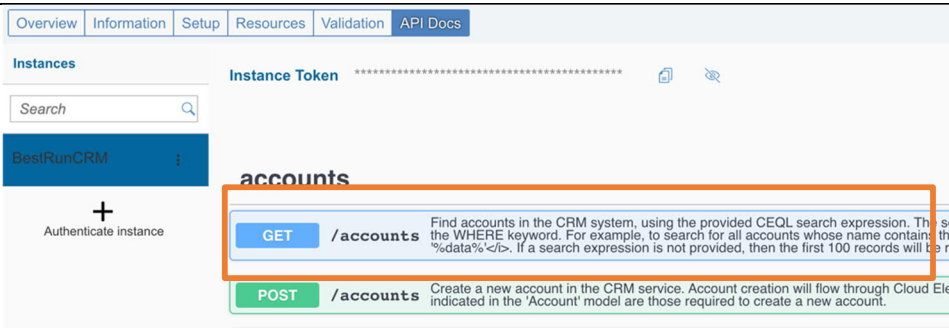 Overview Information Setup Resources Validation API Docs
Instances
Instance Token ********************************************
Search
BestRunCRM
Authenticate instance
accounts
GET /accounts Find accounts in the CRM system, using the provided CEQL search expression. The
the WHERE keyword. For example, to search for all accounts whose name contains
'%data%'</i>. If a search expression is not provided, then the first 100 records will be
POST /accounts Create a new account in the CRM service. Account creation will flow through Cloud
indicated in the 'Account' model are those required to create a new account.